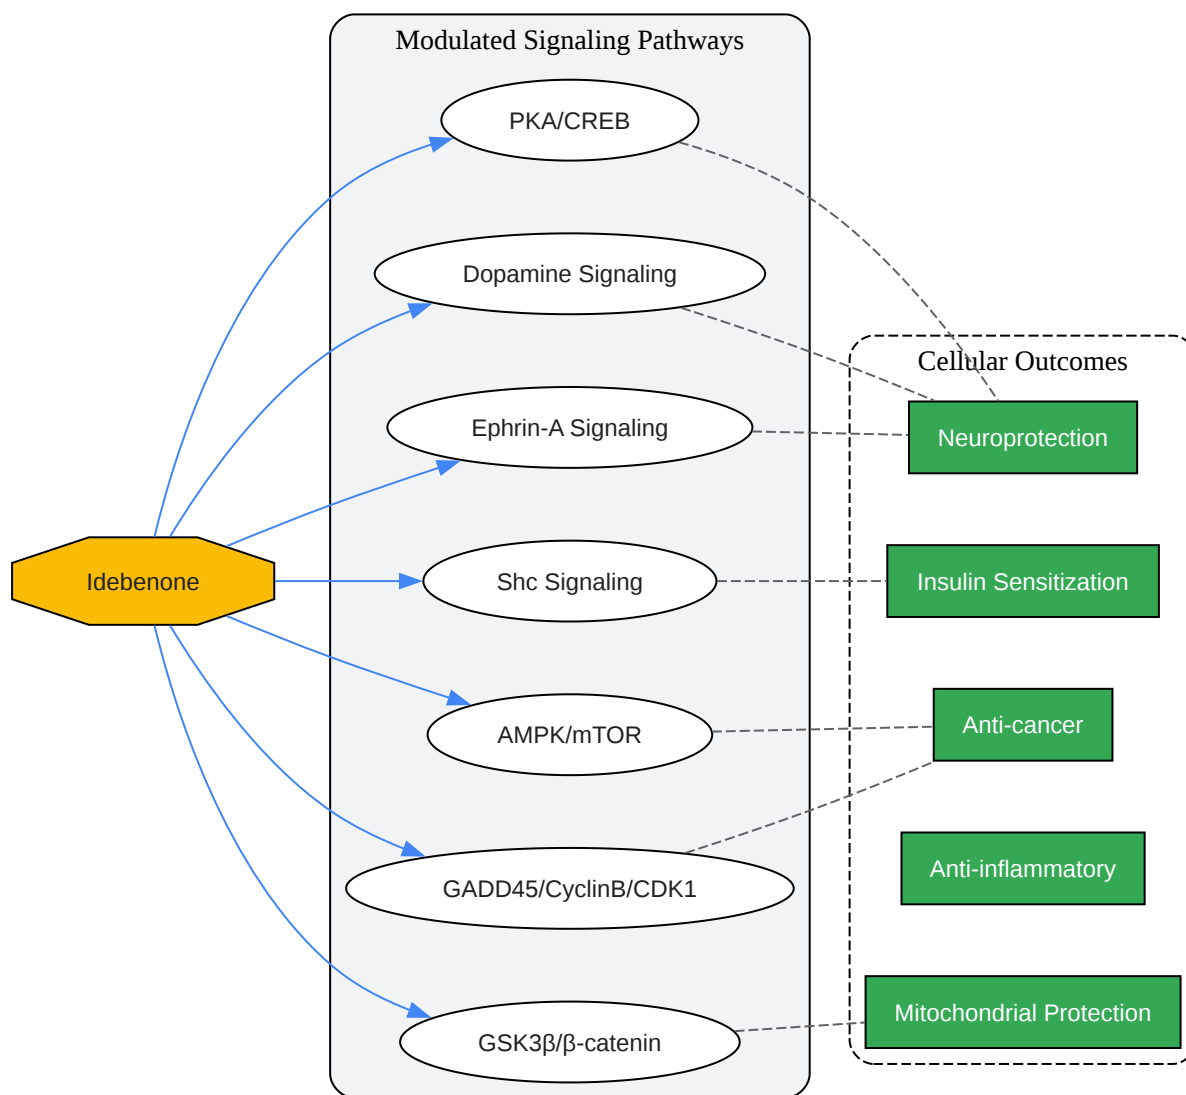 Modulated Signaling Pathways
PKA/CREB
Dopamine Signaling
Ephrin-A Signaling
Shc Signaling
AMPK/mTOR
GADD45/CyclinB/CDK1
GSK3β/β-catenin
Idebenone
Cellular Outcomes
Neuroprotection
Insulin Sensitization
Anti-cancer
Anti-inflammatory
Mitochondrial Protection